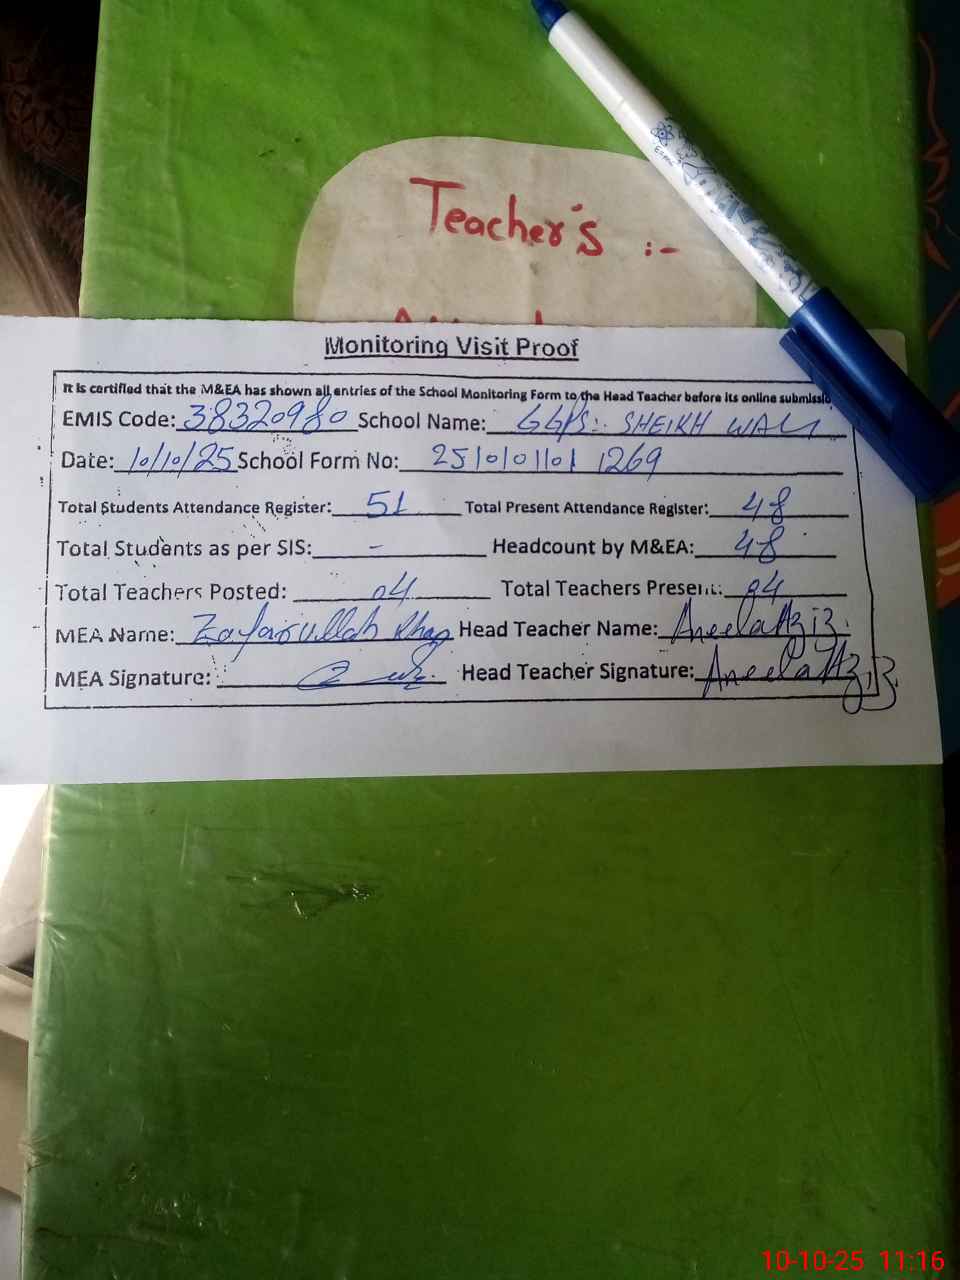 Teacher's :-
Monitoring Visit Proof
It is certified that the M&EA has shown all entries of the School Monitoring Form to the Head Teacher before its online submissio
EMIS Code: 38320980 School Name: GGPS:. SHEIKH WALI
Date: 10/10/25 School Form No: 2510101101 1269
Total Students Attendance Register: 51 Total Present Attendance Register: 48
Total Students as per SIS: - Headcount by M&EA: 48
Total Teachers Posted: 04 Total Teachers Present: 04
MEA Name: Zafarullah Khan Head Teacher Name: Aneela Aziz
MEA Signature: Head Teacher Signature: Aneela Aziz
10-10-25 11:16